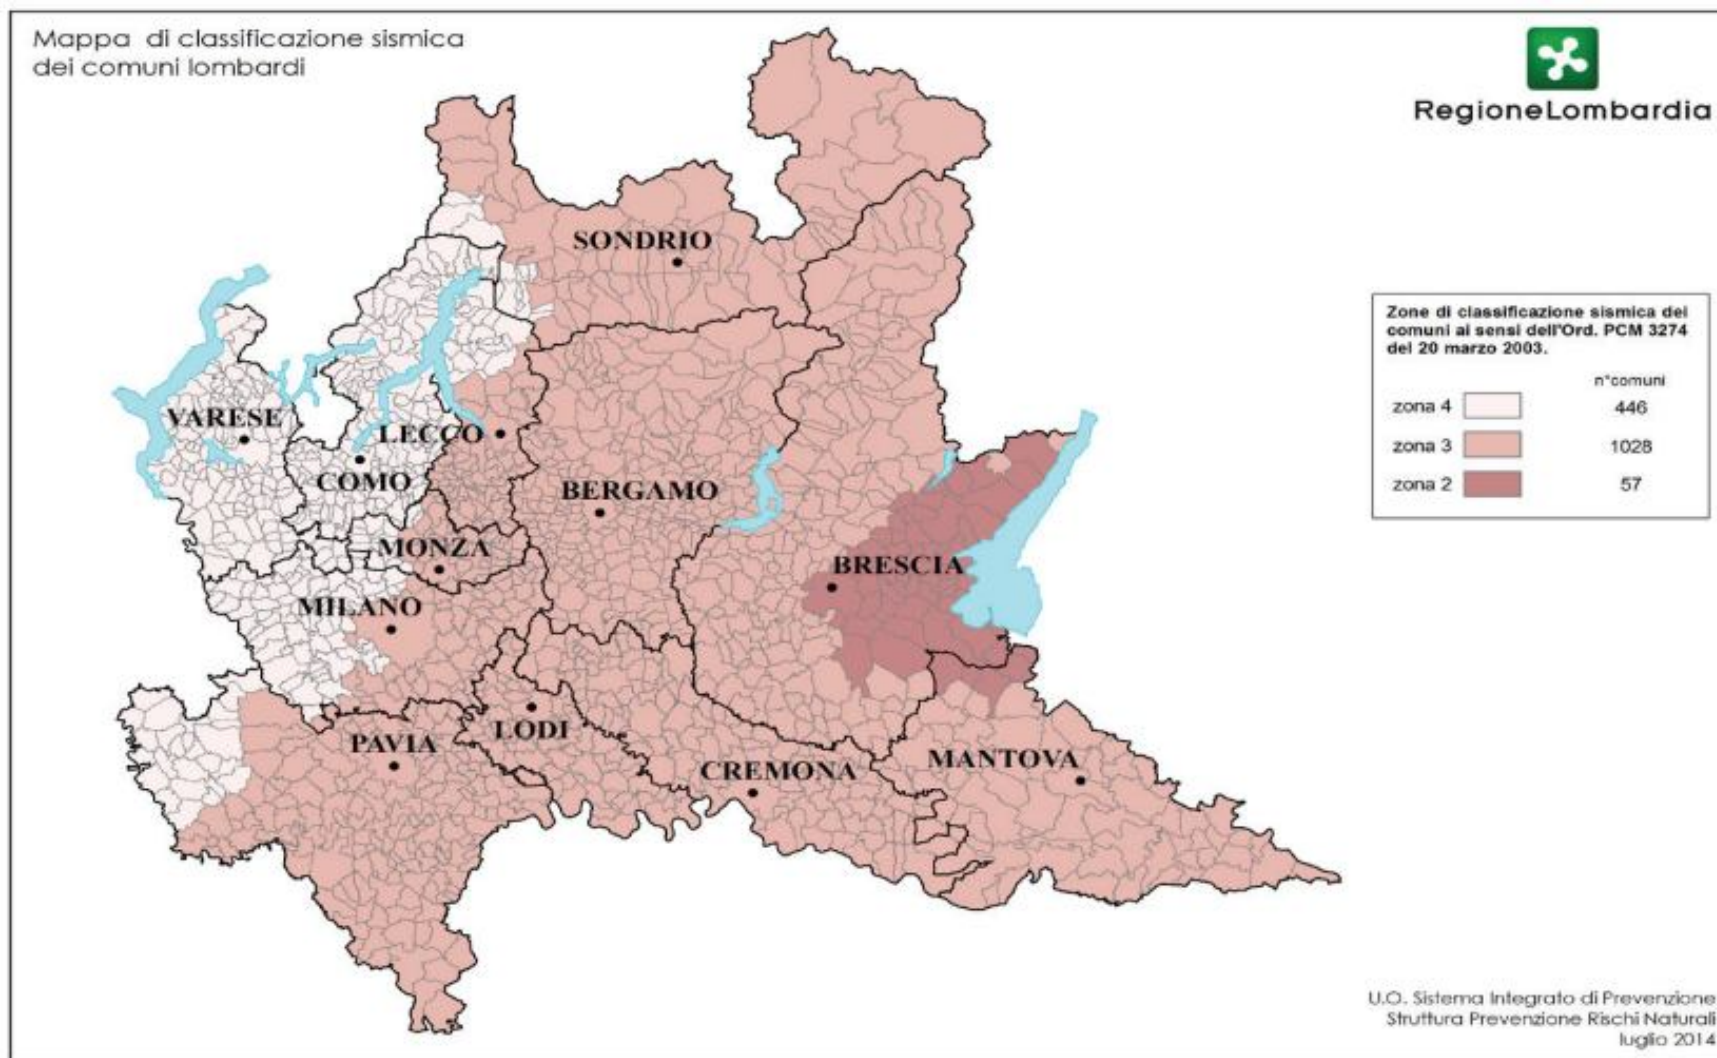 Mappa di classificazione sismica
dei comuni lombardi
RegioneLombardia
SONDRIO
VARESE
LECCO
COMO
BERGAMO
MONZA
BRESCIA
MILANO
LODI
PAVIA
CREMONA
MANTOVA
Zone di classificazione sismica dei
comuni ai sensi dell'Ord. PCM 3274
del 20 marzo 2003.
n°comuni
zona 4 446
zona 3 1028
zona 2 57
U.O. Sistema Integrato di Prevenzione
Struttura Prevenzione Rischi Naturali
luglio 2014